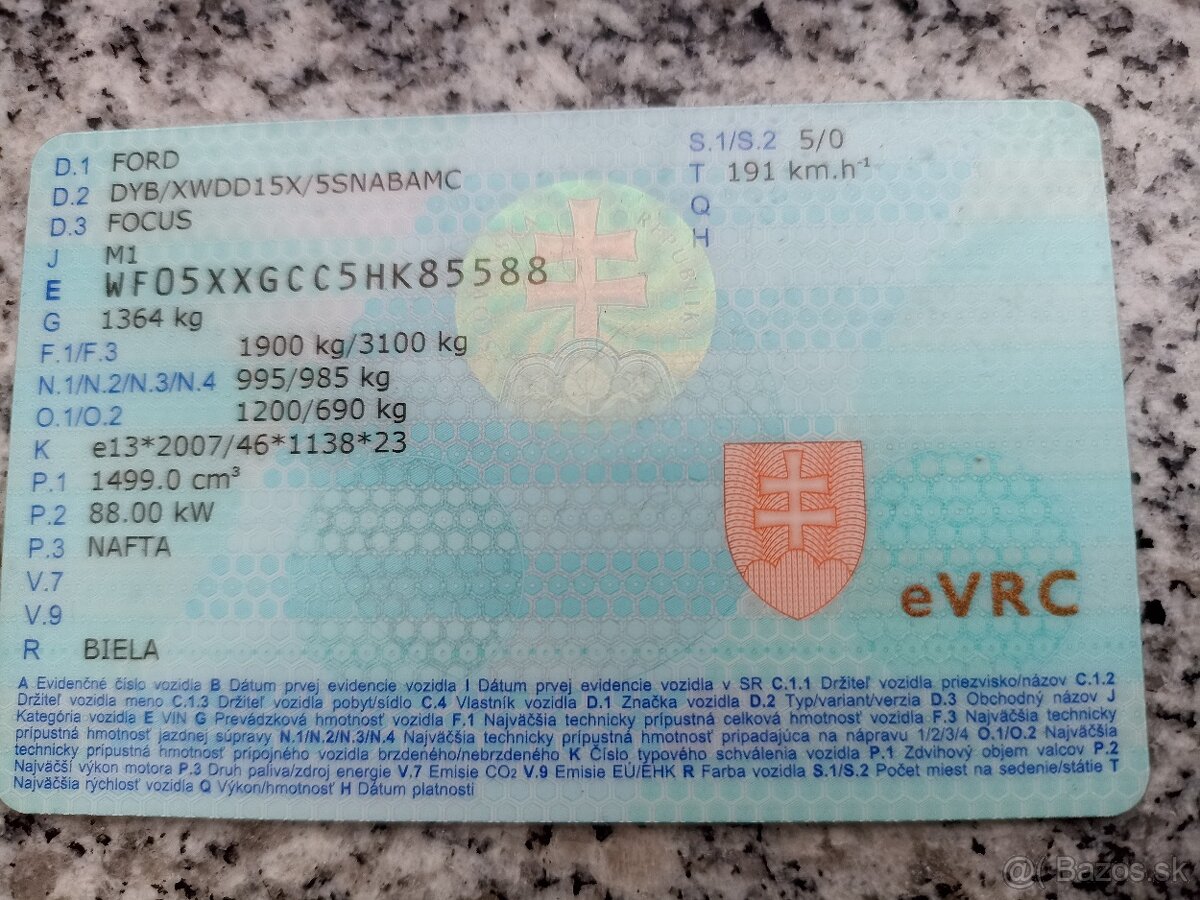 D.1 FORD
D.2 DYB/XWDD15X/5SNABAMC
D.3 FOCUS
J M1
E WF05XXGCC5HK85588
G 1364 kg
F.1/F.3 1900 kg/3100 kg
N.1/N.2/N.3/N.4 995/985 kg
O.1/O.2 1200/690 kg
K e13*2007/46*1138*23
P.1 1499.0 cm³
P.2 88.00 kW
P.3 NAFTA
V.7
V.9
R BIELA
S.1/S.2 5/0
T 191 km.h⁻¹
Q
H
eVRC
A Evidenčné číslo vozidla B Dátum prvej evidencie vozidla I Dátum prvej evidencie vozidla v SR C.1.1 Držiteľ vozidla priezvisko/názov C.1.2
Držiteľ vozidla meno C.1.3 Držiteľ vozidla pobyt/sídlo C.4 Vlastník vozidla D.1 Značka vozidla D.2 Typ/variant/verzia D.3 Obchodný názov J
Kategória vozidla E VIN G Prevádzková hmotnosť vozidla F.1 Najväčšia technicky prípustná celková hmotnosť vozidla F.3 Najväčšia technicky
prípustná hmotnosť jazdnej súpravy N.1/N.2/N.3/N.4 Najväčšia technicky prípustná hmotnosť pripadajúca na nápravu 1/2/3/4 O.1/O.2 Najväčšia
technicky prípustná hmotnosť prípojného vozidla brzdeného/nebrzdeného K Číslo typového schválenia vozidla P.1 Zdvihový objem valcov P.2
Najväčší výkon motora P.3 Druh paliva/zdroj energie V.7 Emisie CO₂ V.9 Emisie EÚ/EHK R Farba vozidla S.1/S.2 Počet miest na sedenie/státie T
Najväčšia rýchlosť vozidla Q Výkon/hmotnosť H Dátum platnosti
Bazos.sk